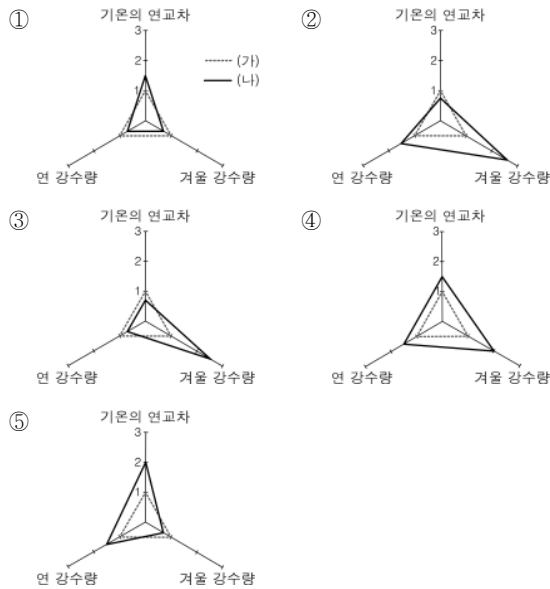 ① 기온의 연교차
3
2
1
연 강수량 겨울 강수량
(가)
(나)
② 기온의 연교차
3
2
1
연 강수량 겨울 강수량
③ 기온의 연교차
3
2
1
연 강수량 겨울 강수량
④ 기온의 연교차
3
2
1
연 강수량 겨울 강수량
⑤ 기온의 연교차
3
2
1
연 강수량 겨울 강수량